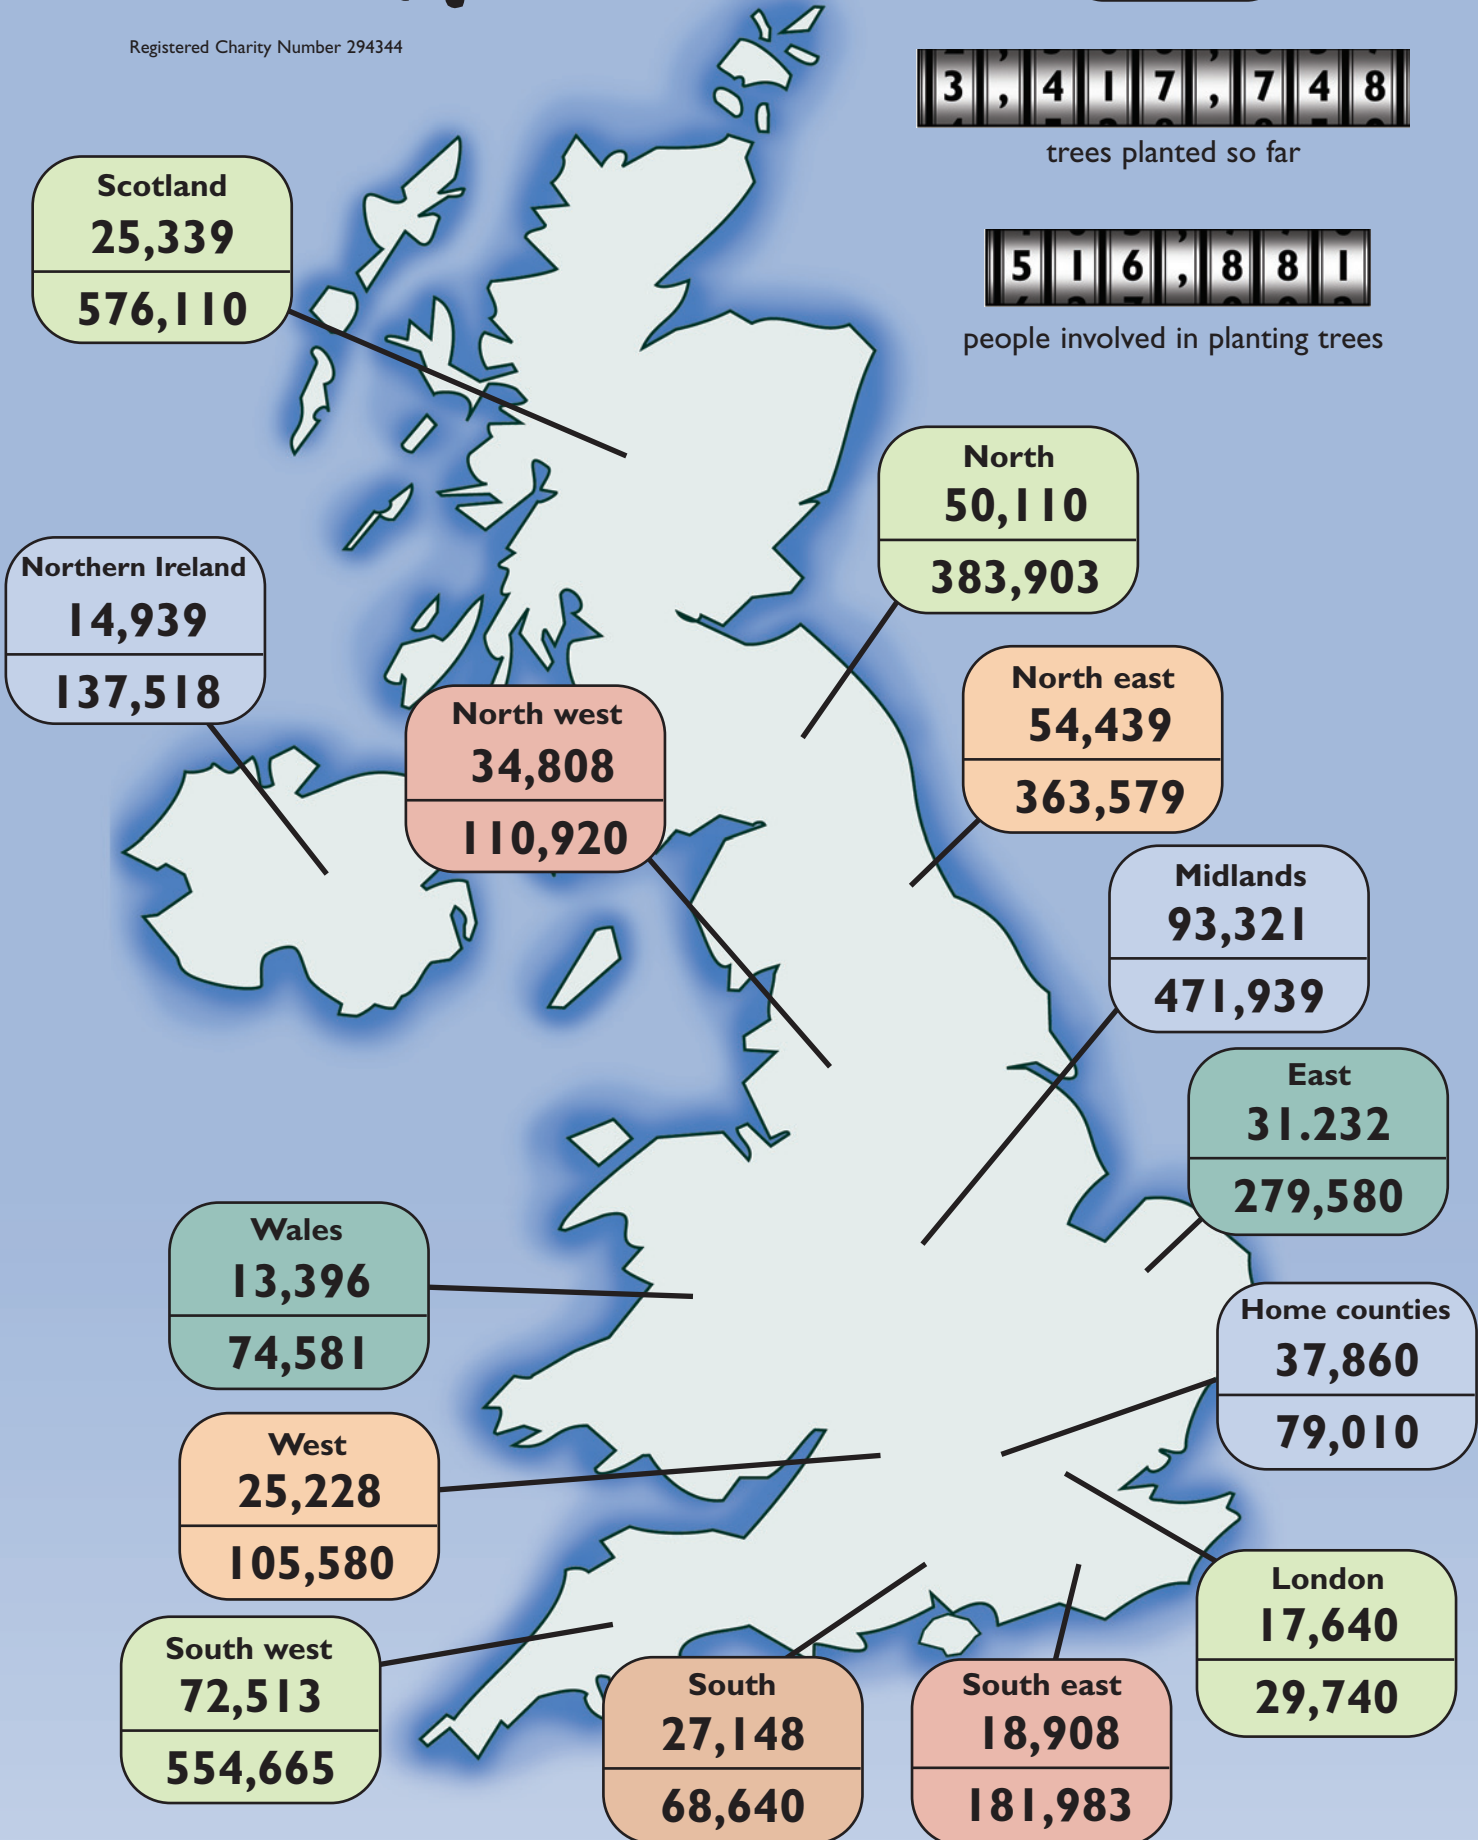 Registered Charity Number 294344
3,417,748
trees planted so far
516,881
people involved in planting trees
Scotland
25,339
576,110
North
50,110
383,903
Northern Ireland
14,939
137,518
North east
54,439
363,579
North west
34,808
110,920
Midlands
93,321
471,939
East
31.232
279,580
Wales
13,396
74,581
Home counties
37,860
79,010
West
25,228
105,580
London
17,640
29,740
South west
72,513
554,665
South
27,148
68,640
South east
18,908
181,983